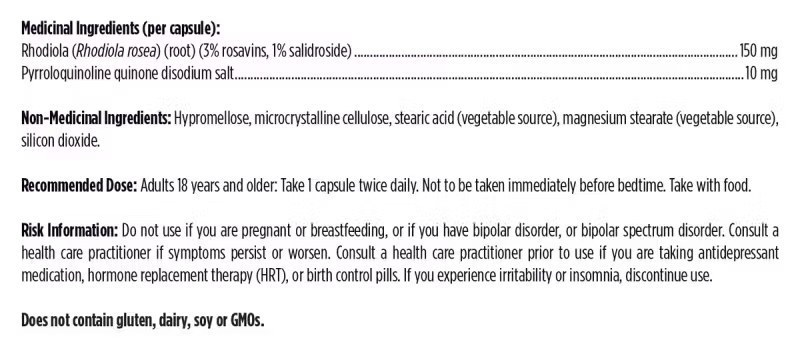 Medicinal Ingredients (per capsule):
Rhodiola (Rhodiola rosea) (root) (3% rosavins, 1% salidroside) ........................................ 150 mg
Pyrroloquinoline quinone disodium salt........................................ 10 mg
Non-Medicinal Ingredients: Hypromellose, microcrystalline cellulose, stearic acid (vegetable source), magnesium stearate (vegetable source),
silicon dioxide.
Recommended Dose: Adults 18 years and older: Take 1 capsule twice daily. Not to be taken immediately before bedtime. Take with food.
Risk Information: Do not use if you are pregnant or breastfeeding, or if you have bipolar disorder, or bipolar spectrum disorder. Consult a
health care practitioner if symptoms persist or worsen. Consult a health care practitioner prior to use if you are taking antidepressant
medication, hormone replacement therapy (HRT), or birth control pills. If you experience irritability or insomnia, discontinue use.
Does not contain gluten, dairy, soy or GMOs.